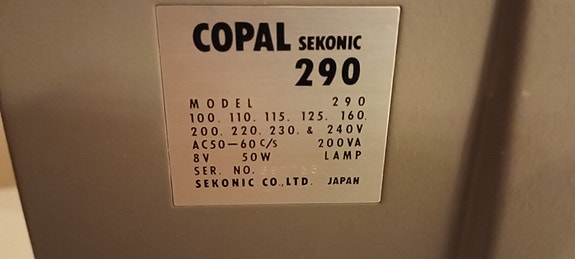 COPAL SEKONIC
290
MODEL 290
100. 110. 115. 125. 160.
200. 220. 230. & 240V
AC50-60 C/S 200VA
8V 50W LAMP
SER. NO.
SEKONIC CO., LTD. JAPAN